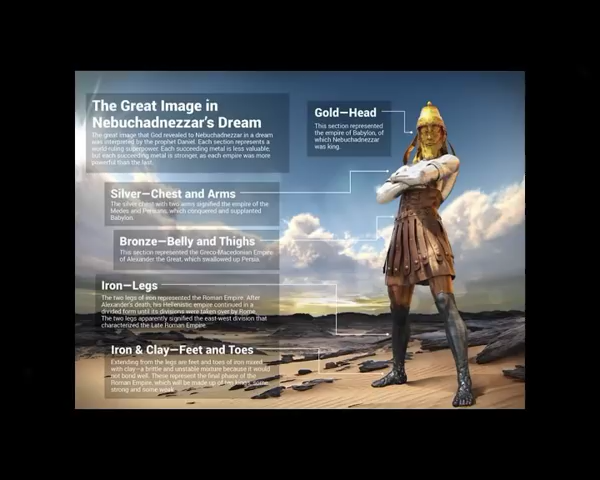 The Great Image in
Nebuchadnezzar's Dream
The great image that God revealed to Nebuchadnezzar in a dream
was interpreted by the prophet Daniel. Each section represents a
world-ruling superpower. Each succeeding metal is less valuable,
but each succeeding metal is stronger, as each empire was more
powerful than the last.
Gold—Head
This section represented
the empire of Babylon, of
which Nebuchadnezzar
was king.
Silver—Chest and Arms
The silver chest with two arms signified the empire of the
Medes and Persians, which conquered and supplanted
Babylon.
Bronze—Belly and Thighs
This section represented the Greco-Macedonian Empire
of Alexander the Great, which swallowed up Persia.
Iron—Legs
The two legs of iron represented the Roman Empire. After
Alexander's death, his Hellenistic empire continued in a
divided form until its divisions were taken over by Rome.
The two legs apparently signified the east-west division that
characterized the Late Roman Empire.
Iron & Clay—Feet and Toes
Extending from the legs are feet and toes of iron mixed
with clay—a brittle and unstable mixture because it would
not bond well. These represent the final phase of the
Roman Empire, which will be made up of ten kings, some
strong and some weak.